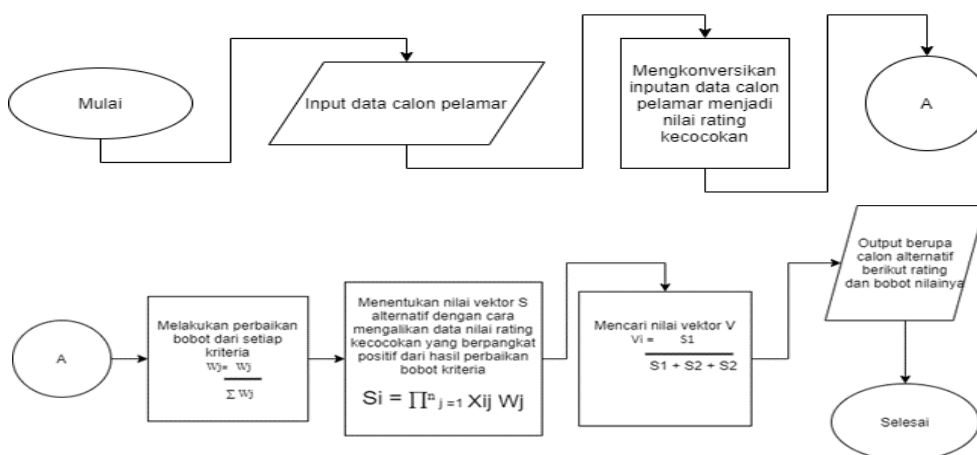 Mulai
Input data calon pelamar
Mengkonversikan
inputan data calon
pelamar menjadi
nilai rating
kecocokan
A
A
Melakukan perbaikan
bobot dari setiap
kriteria
Wj= Wj
∑ Wj
Menentukan nilai vektor S
alternatif dengan cara
mengalikan data nilai rating
kecocokan yang berpangkat
positif dari hasil perbaikan
bobot kriteria
Si = ∏ⁿ j=1 Xij Wj
Mencari nilai vektor V
Vi = S1
S1 + S2 + S2
Output berupa
calon alternatif
berikut rating
dan bobot nilainya
Selesai